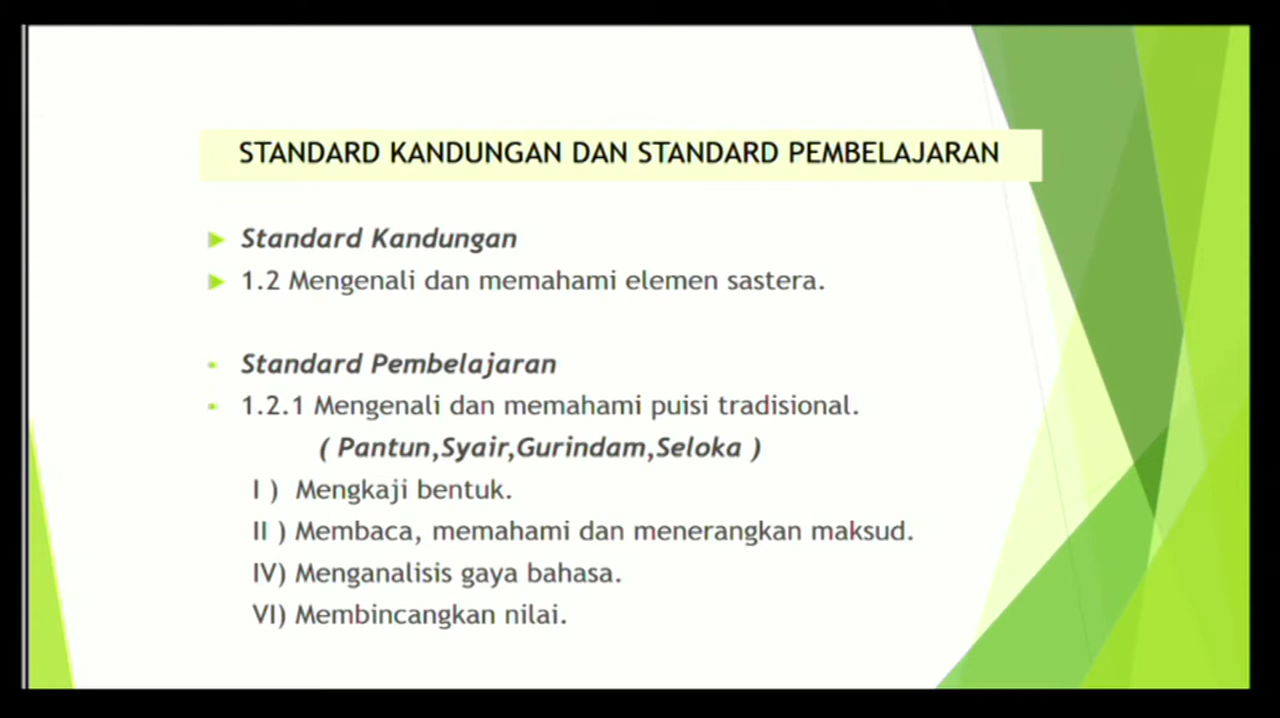 STANDARD KANDUNGAN DAN STANDARD PEMBELAJARAN
Standard Kandungan
1.2 Mengenali dan memahami elemen sastera.
Standard Pembelajaran
1.2.1 Mengenali dan memahami puisi tradisional.
( Pantun,Syair,Gurindam,Seloka )
I ) Mengkaji bentuk.
II ) Membaca, memahami dan menerangkan maksud.
IV) Menganalisis gaya bahasa.
VI) Membincangkan nilai.